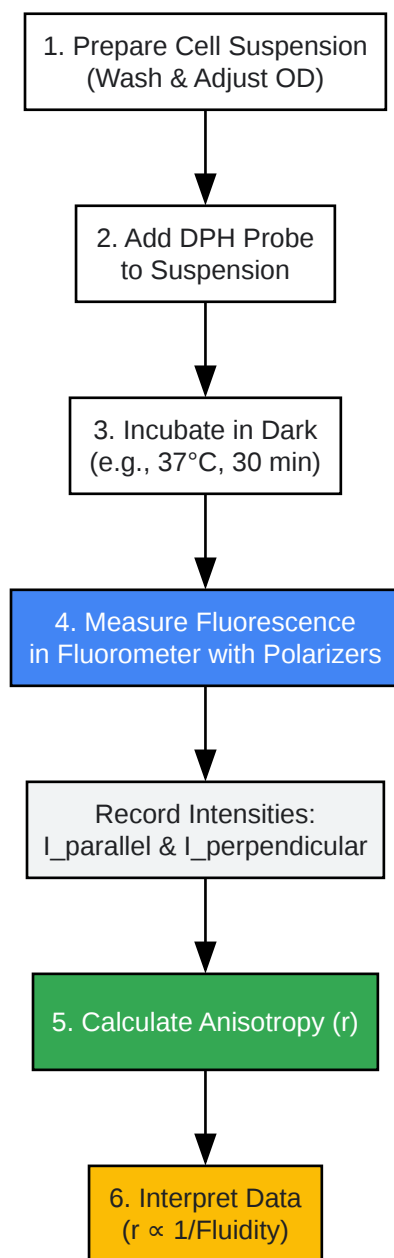 1. Prepare Cell Suspension
(Wash & Adjust OD)
2. Add DPH Probe
to Suspension
3. Incubate in Dark
(e.g., 37°C, 30 min)
4. Measure Fluorescence
in Fluorometer with Polarizers
Record Intensities:
I_parallel & I_perpendicular
5. Calculate Anisotropy (r)
6. Interpret Data
(r ∝ 1/Fluidity)